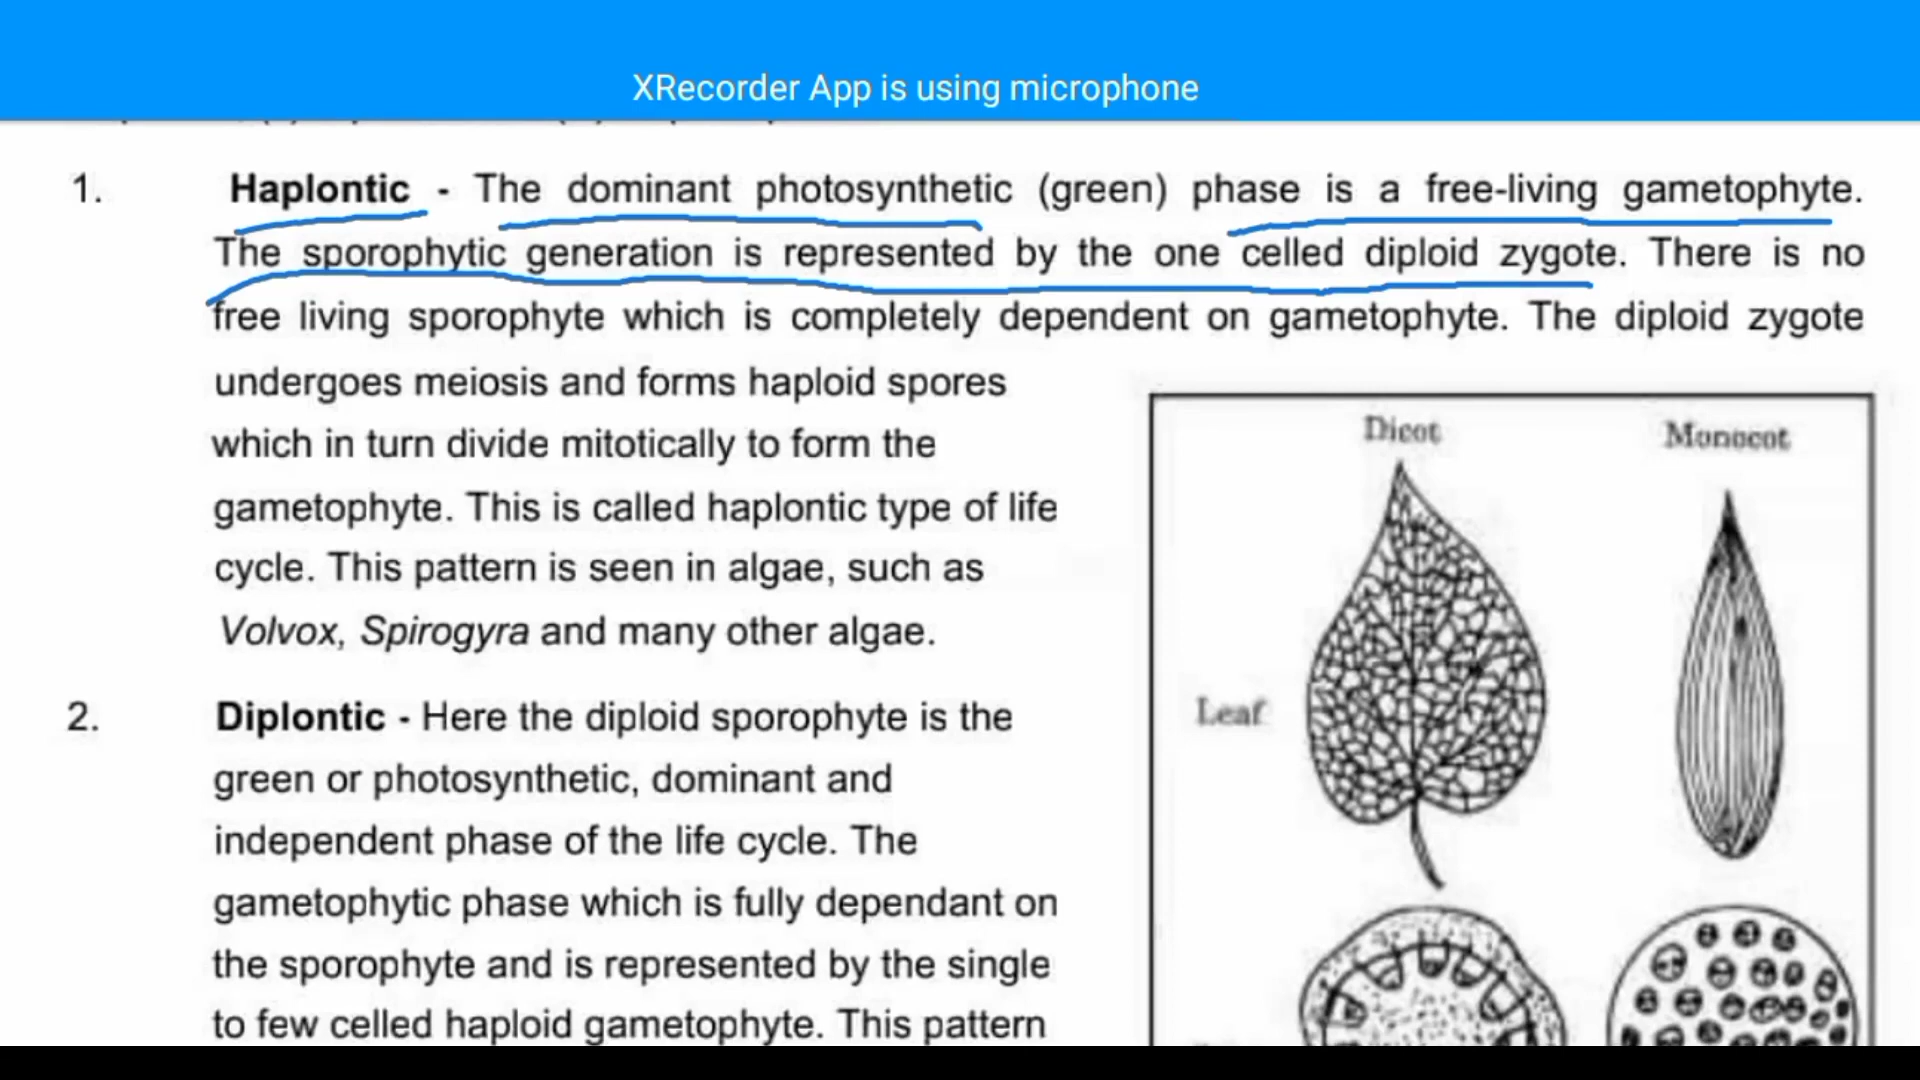 XRecorder App is using microphone
1. Haplontic - The dominant photosynthetic (green) phase is a free-living gametophyte.
The sporophytic generation is represented by the one celled diploid zygote. There is no
free living sporophyte which is completely dependent on gametophyte. The diploid zygote
undergoes meiosis and forms haploid spores
which in turn divide mitotically to form the
gametophyte. This is called haplontic type of life
cycle. This pattern is seen in algae, such as
Volvox, Spirogyra and many other algae.
2. Diplontic - Here the diploid sporophyte is the
green or photosynthetic, dominant and
independent phase of the life cycle. The
gametophytic phase which is fully dependant on
the sporophyte and is represented by the single
to few celled haploid gametophyte. This pattern
Dicot
Monocot
Leaf